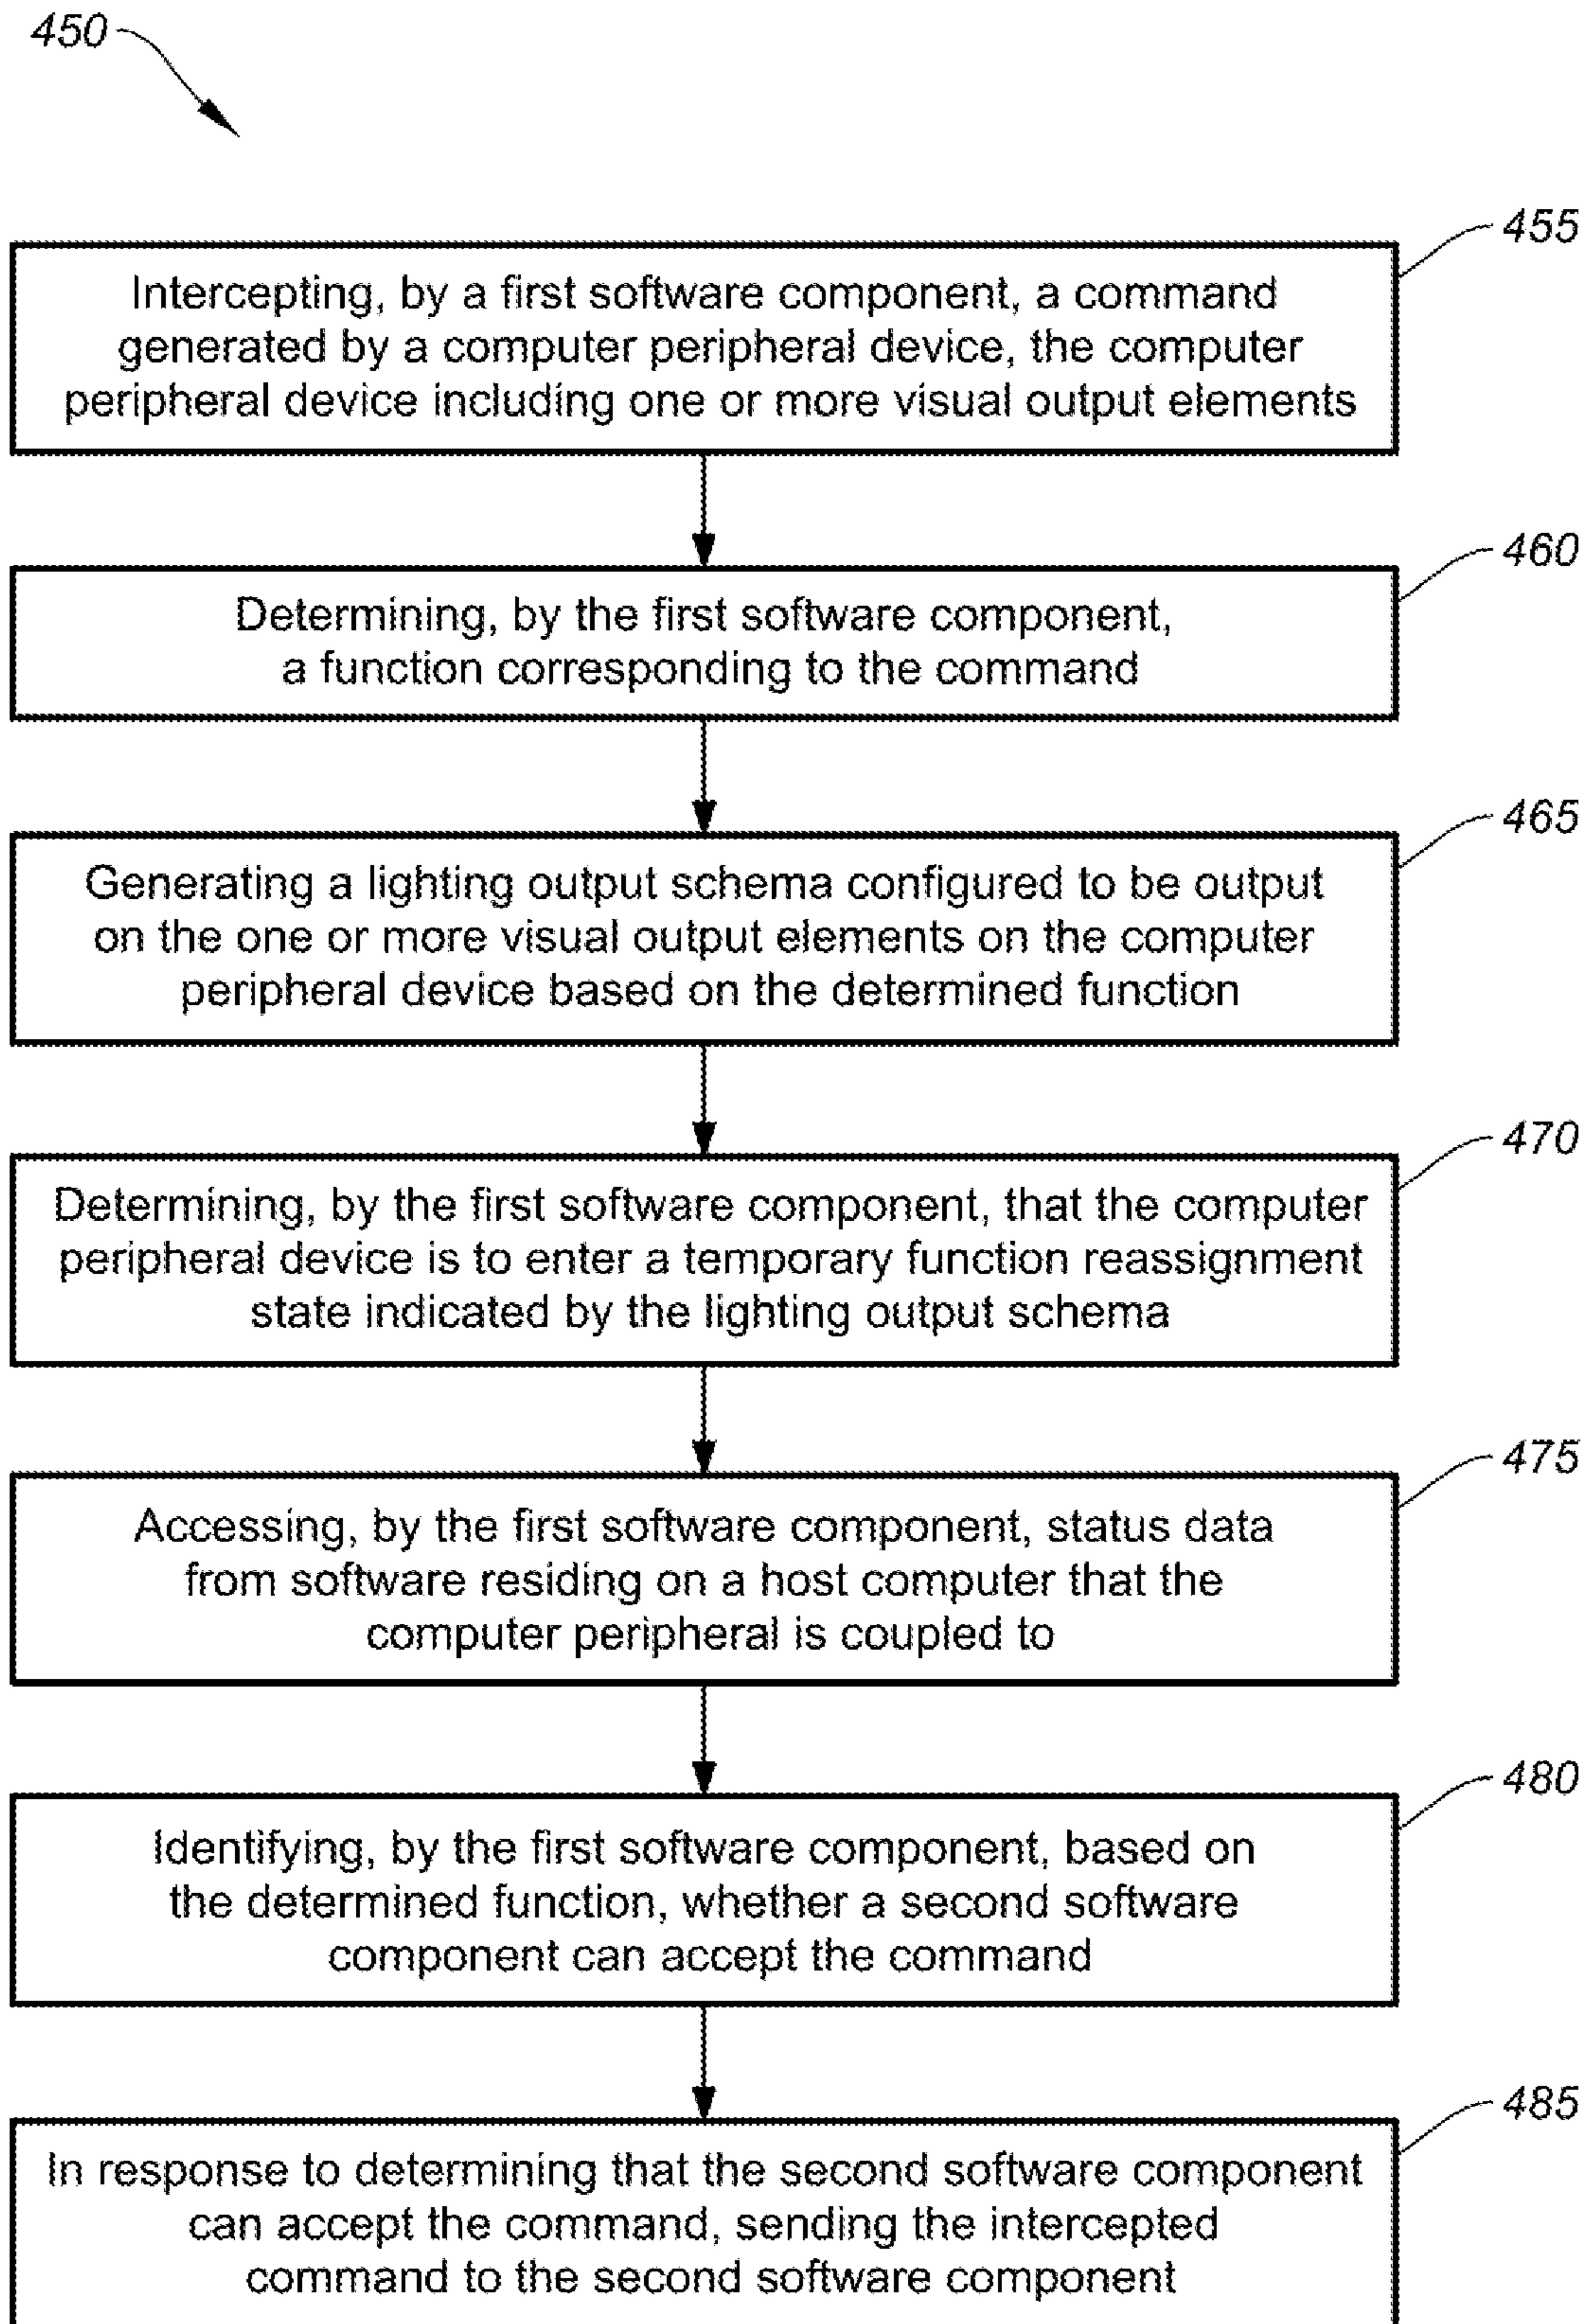 450
455
Intercepting, by a first software component, a command
generated by a computer peripheral device, the computer
peripheral device including one or more visual output elements
460
Determining, by the first software component,
a function corresponding to the command
465
Generating a lighting output schema configured to be output
on the one or more visual output elements on the computer
peripheral device based on the determined function
470
Determining, by the first software component, that the computer
peripheral device is to enter a temporary function reassignment
state indicated by the lighting output schema
475
Accessing, by the first software component, status data
from software residing on a host computer that the
computer peripheral is coupled to
480
Identifying, by the first software component, based on
the determined function, whether a second software
component can accept the command
485
In response to determining that the second software component
can accept the command, sending the intercepted
command to the second software component